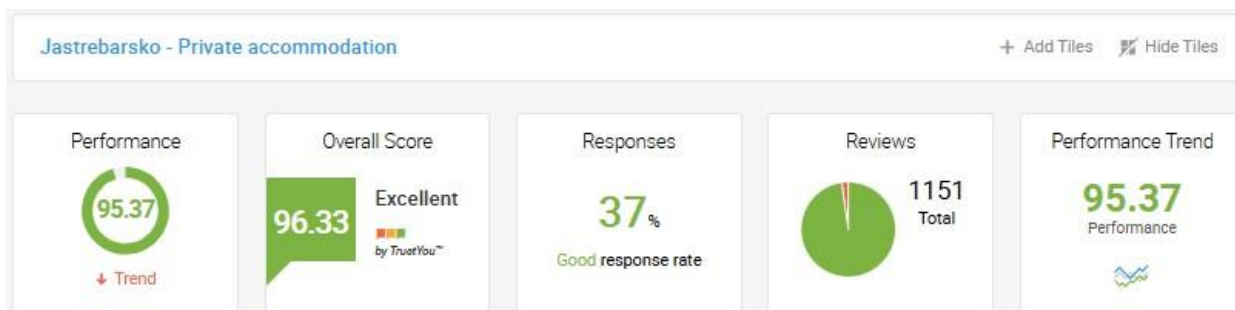 Jastrebarsko - Private accommodation
+ Add Tiles
Hide Tiles
Performance
95.37
Trend
Overall Score
96.33
Excellent
by TrustYou™
Responses
37%
Good response rate
Reviews
1151
Total
Performance Trend
95.37
Performance